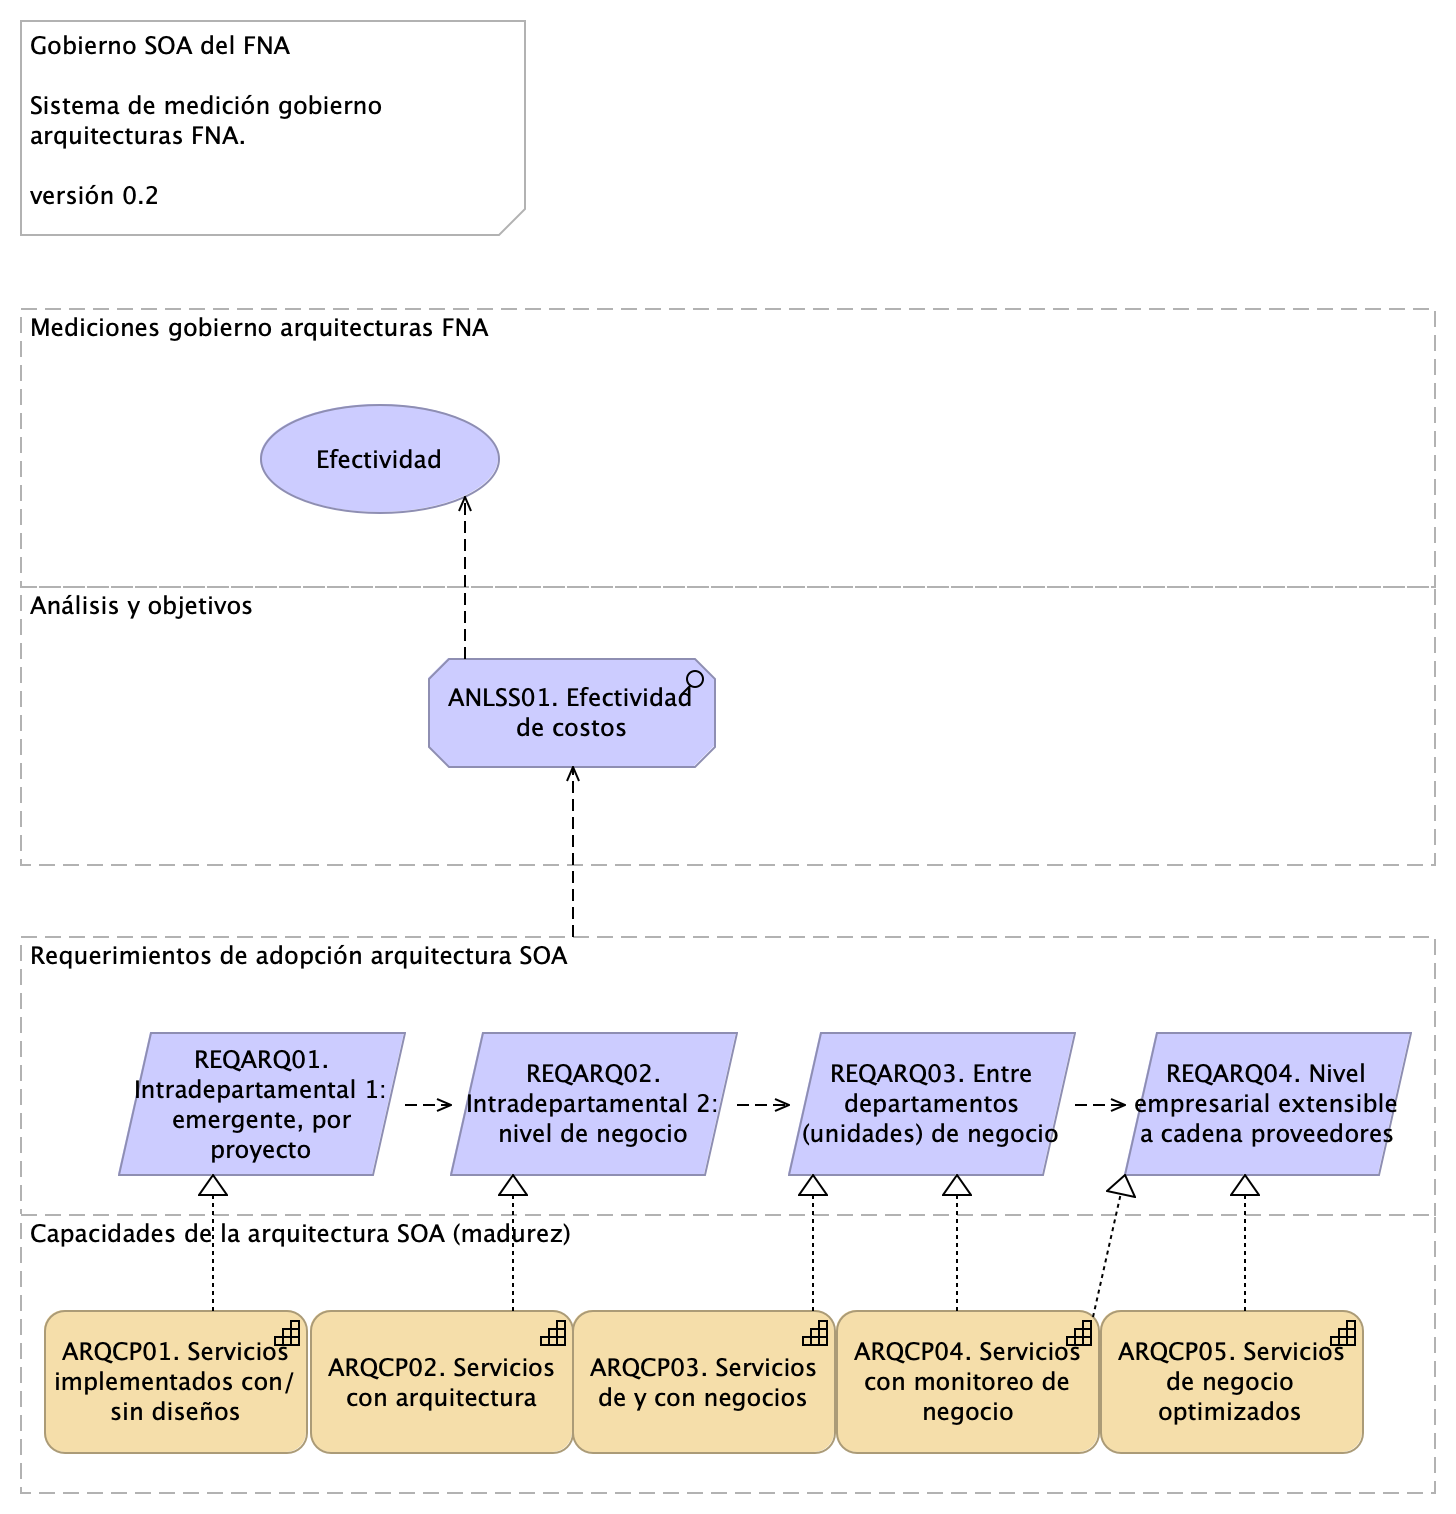 Gobierno SOA del FNA
Sistema de medición gobierno
arquitecturas FNA.
versión 0.2
Mediciones gobierno arquitecturas FNA
Efectividad
Análisis y objetivos
ANLSS01. Efectividad
de costos
Requerimientos de adopción arquitectura SOA
REQARQ01.
Intradepartamental 1:
emergente, por
proyecto
REQARQ02.
Intradepartamental 2:
nivel de negocio
REQARQ03. Entre
departamentos
(unidades) de negocio
REQARQ04. Nivel
empresarial extensible
a cadena proveedores
Capacidades de la arquitectura SOA (madurez)
ARQCP01. Servicios
implementados con/
sin diseños
ARQCP02. Servicios
con arquitectura
ARQCP03. Servicios
de y con negocios
ARQCP04. Servicios
con monitoreo de
negocio
ARQCP05. Servicios
de negocio
optimizados